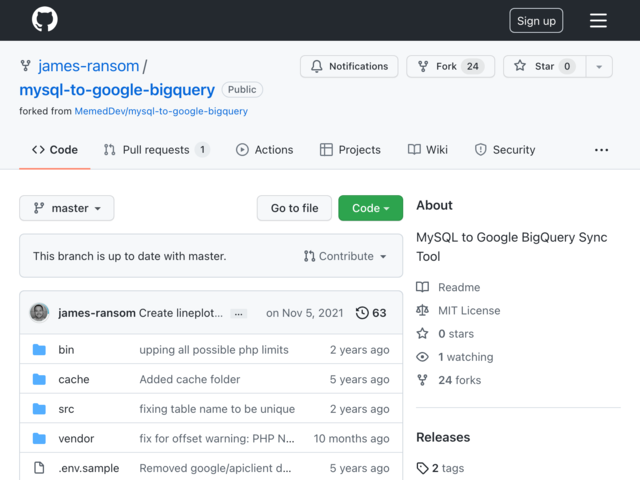 Sign up
james-ransom /
mysql-to-google-bigquery Public
forked from MemedDev/mysql-to-google-bigquery
Notifications Fork 24 Star 0
Code Pull requests 1 Actions Projects Wiki Security ...
master Go to file Code
This branch is up to date with master. Contribute
james-ransom Create lineplot... ... on Nov 5, 2021 63
bin upping all possible php limits 2 years ago
cache Added cache folder 5 years ago
src fixing table name to be unique 2 years ago
vendor fix for offset warning: PHP N... 10 months ago
.env.sample Removed google/apiclient d... 5 years ago
About
MySQL to Google BigQuery Sync
Tool
Readme
MIT License
0 stars
1 watching
24 forks
Releases
2 tags